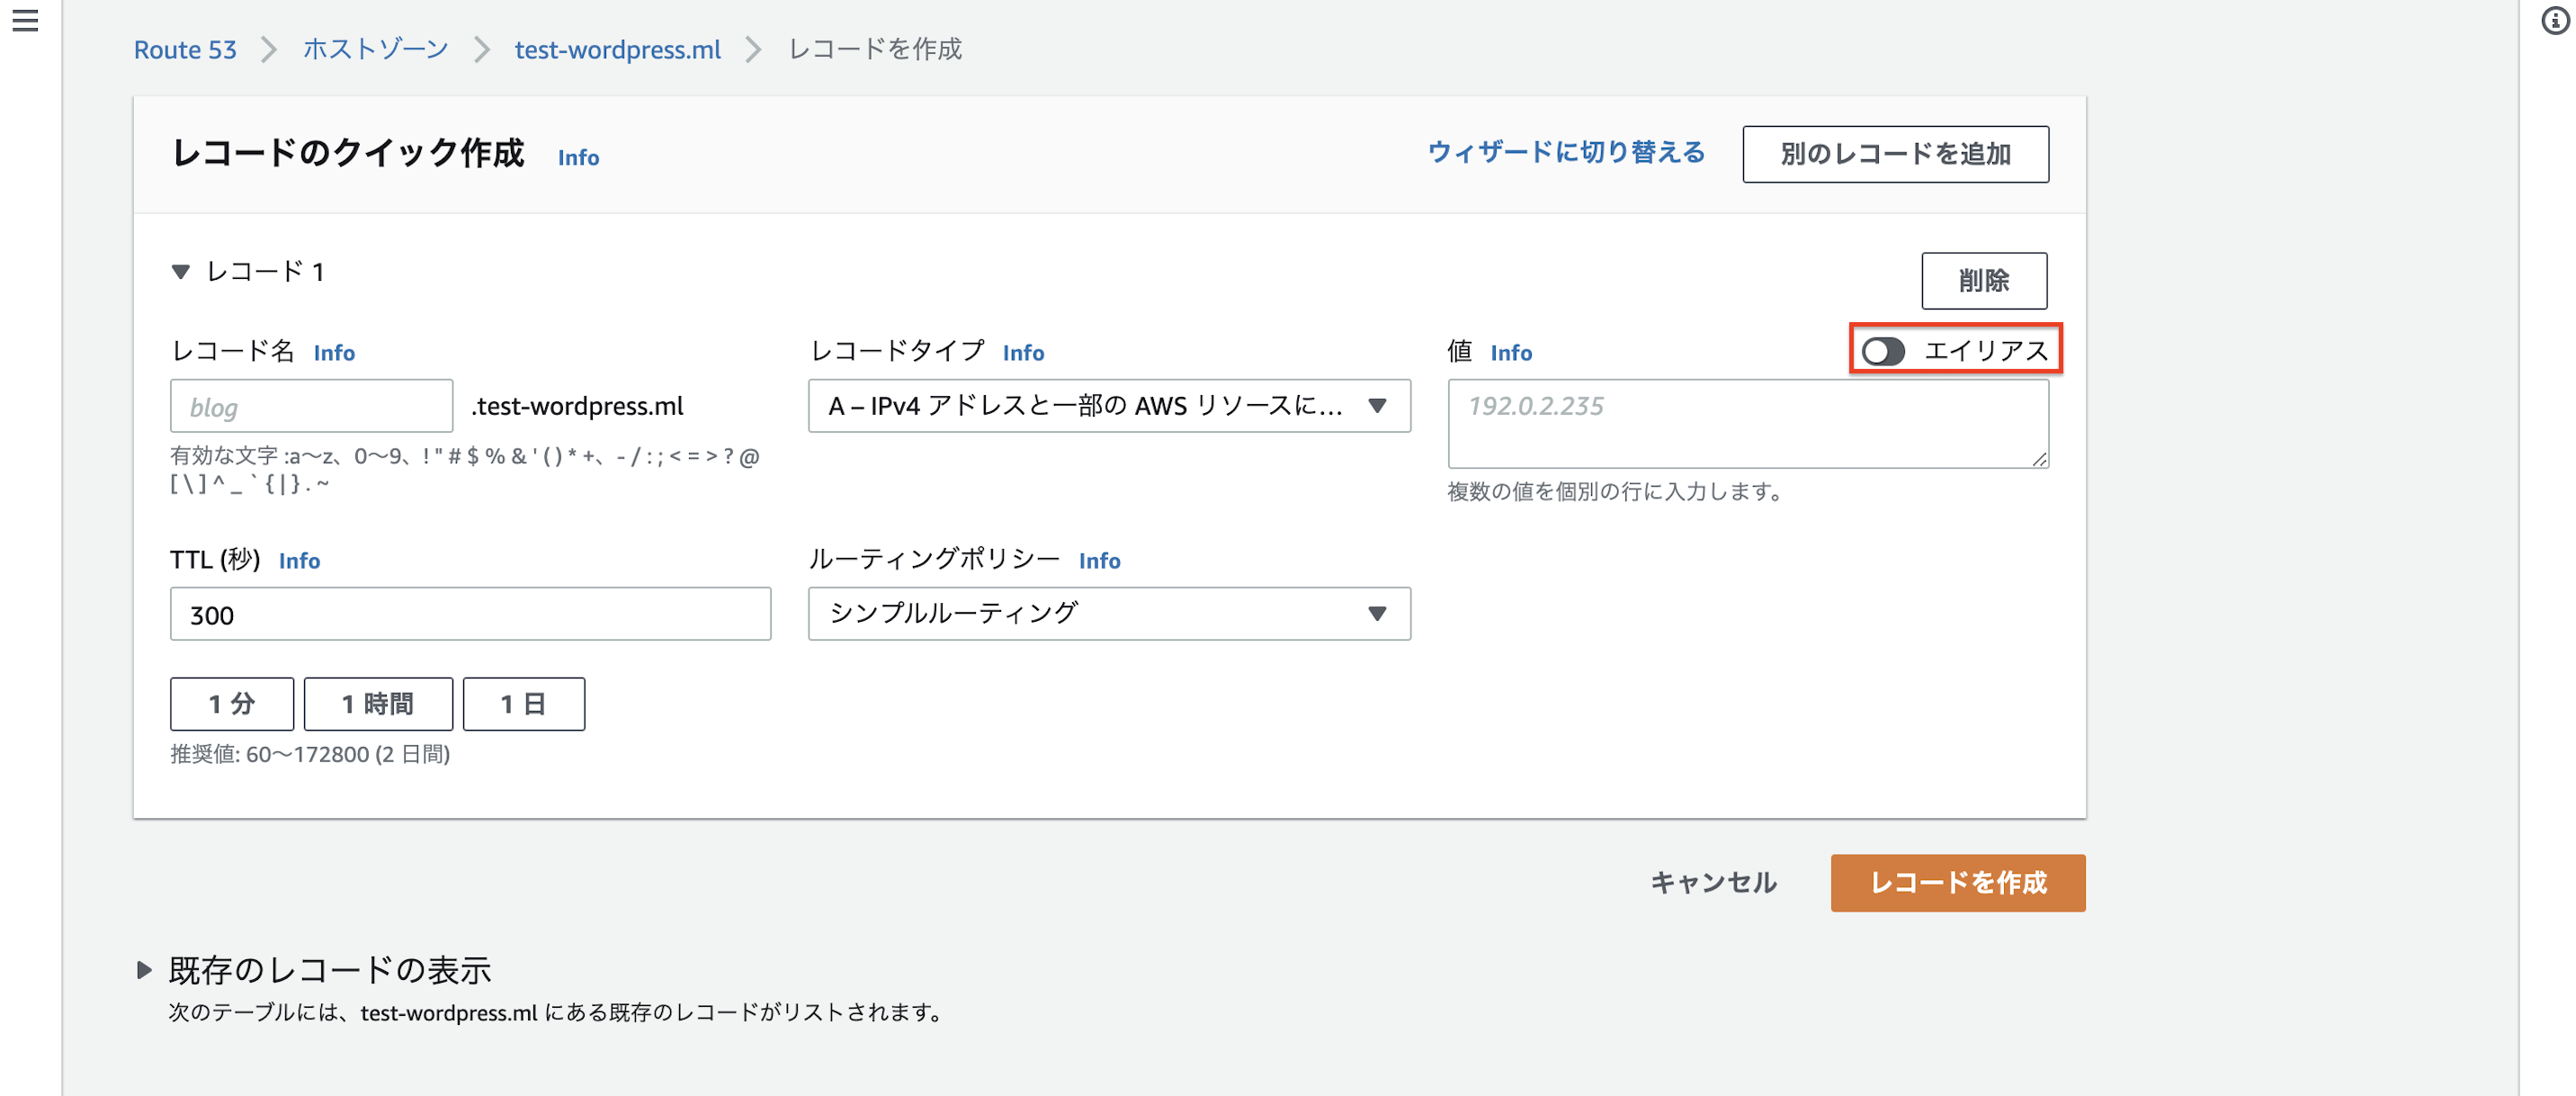 Route 53 ホストゾーン test-wordpress.ml レコードを作成
レコードのクイック作成 Info ウィザードに切り替える 別のレコードを追加
レコード 1 削除
レコード名 Info レコードタイプ Info 値 Info エイリアス
blog .test-wordpress.ml A – IPv4 アドレスと一部の AWS リソースに... 192.0.2.235
有効な文字 :a〜z、0〜9、! " # $ % & ' ( ) * +、- / : ; < = > ? @
[ \ ] ^ _ ` { | } . ~
複数の値を個別の行に入力します。
TTL (秒) Info ルーティングポリシー Info
300 シンプルルーティング
1 分 1 時間 1 日
推奨値: 60〜172800 (2 日間)
キャンセル レコードを作成
既存のレコードの表示
次のテーブルには、test-wordpress.ml にある既存のレコードがリストされます。